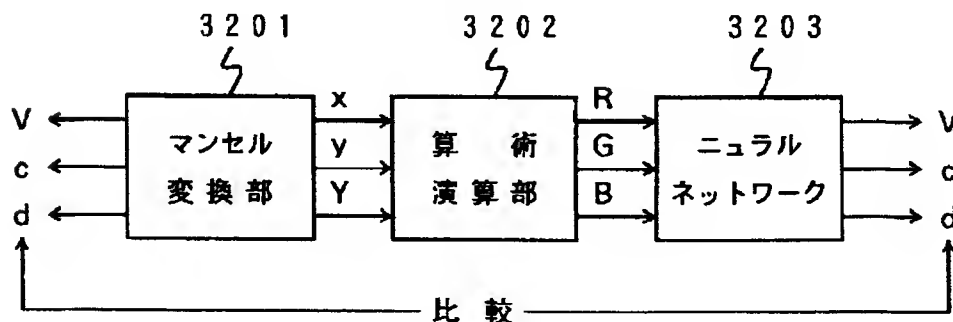 3201 3202 3203
V c d
マンセル
変換部
x y Y
算術
演算部
R G B
ニュラル
ネットワーク
V c d
比較